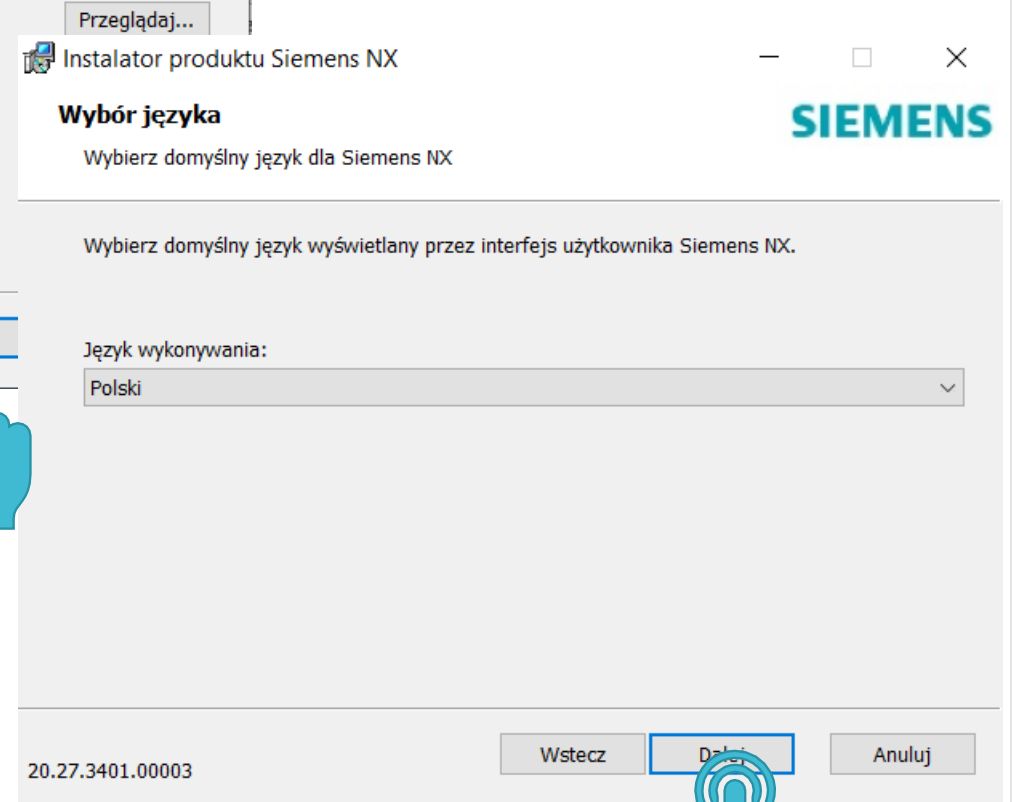 Przeglądaj...
Instalator produktu Siemens NX
Wybór języka
SIEMENS
Wybierz domyślny język dla Siemens NX
Wybierz domyślny język wyświetlany przez interfejs użytkownika Siemens NX.
Język wykonywania:
Polski
Wstecz
Dalej
Anuluj
20.27.3401.00003